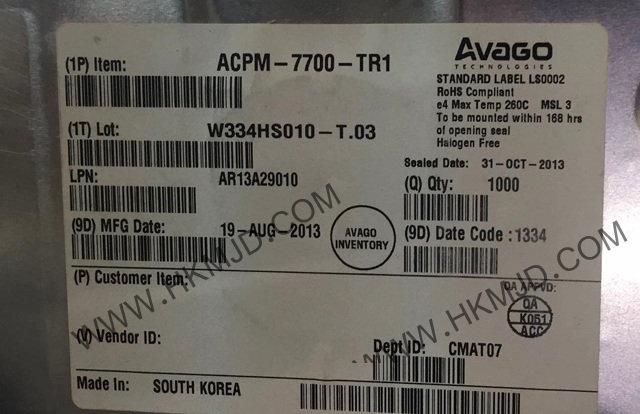 (1P) Item: ACPM-7700-TR1
AVAGO
TECHNOLOGIES
STANDARD LABEL LS0002
RoHS Compliant
e4 Max Temp 260C MSL 3
To be mounted within 168 hrs
of opening seal
Halogen Free
(1T) Lot: W334HS010-T.03
Sealed Date: 31-OCT-2013
LPN: AR13A29010
(Q) Qty: 1000
(9D) MFG Date: 19-AUG-2013
AVAGO
INVENTORY
(9D) Date Code: 1334
(P) Customer Item:
QA APPVD:
QA
K051
ACC
(V) Vendor ID:
Dept ID: CMAT07
Made In: SOUTH KOREA
WWW.HKMJD.COM
WWW.HKMJD.COM